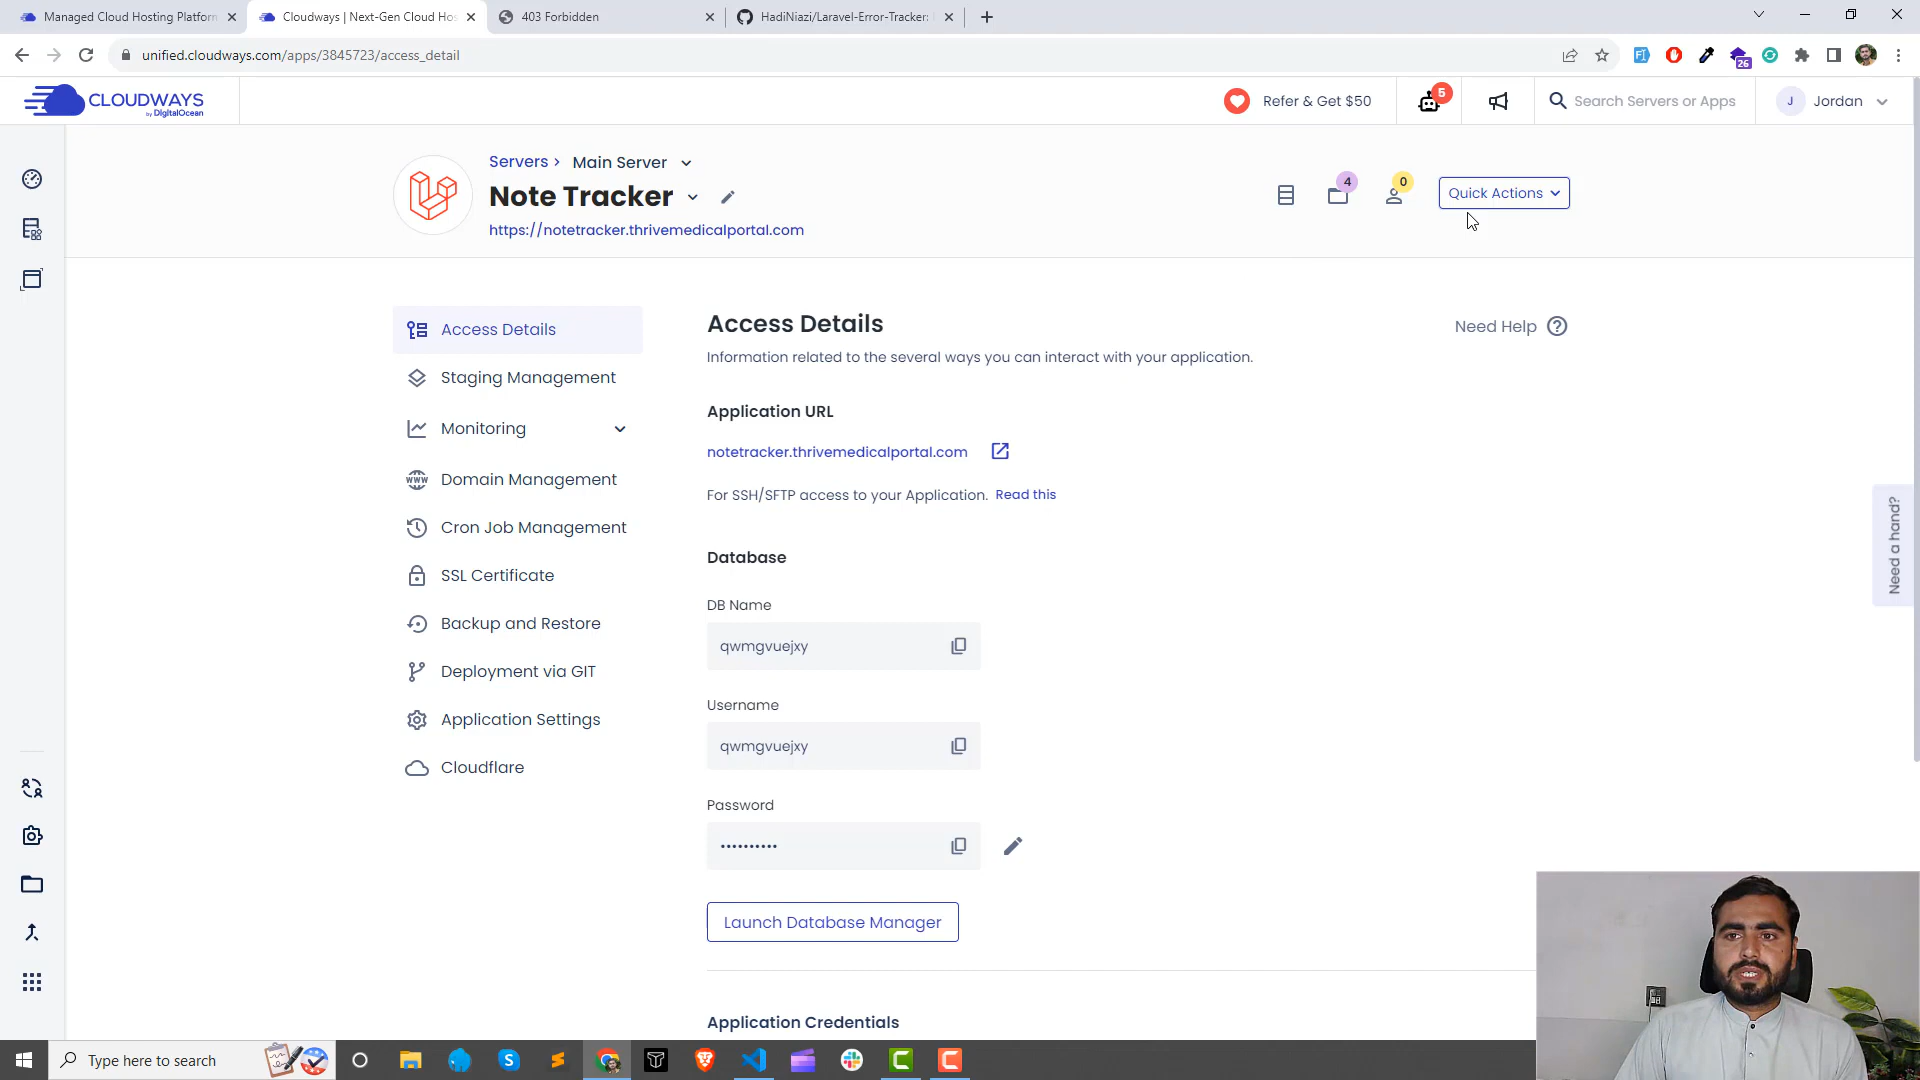 Managed Cloud Hosting Platform
Cloudways | Next-Gen Cloud Hos
403 Forbidden
HadiNiazi/Laravel-Error-Tracker:
unified.cloudways.com/apps/3845723/access_detail
26
CLOUDWAYS
by DigitalOcean
Refer & Get $50
5
Search Servers or Apps
J
Jordan
Servers > Main Server
Note Tracker
https://notetracker.thrivemedicalportal.com
4
0
Quick Actions
Access Details
Staging Management
Monitoring
Domain Management
Cron Job Management
SSL Certificate
Backup and Restore
Deployment via GIT
Application Settings
Cloudflare
Access Details
Need Help
Information related to the several ways you can interact with your application.
Application URL
notetracker.thrivemedicalportal.com
For SSH/SFTP access to your Application. Read this
Database
DB Name
qwmgvuejxy
Username
qwmgvuejxy
Password
••••••••••
Launch Database Manager
Application Credentials
Need a hand?
Type here to search